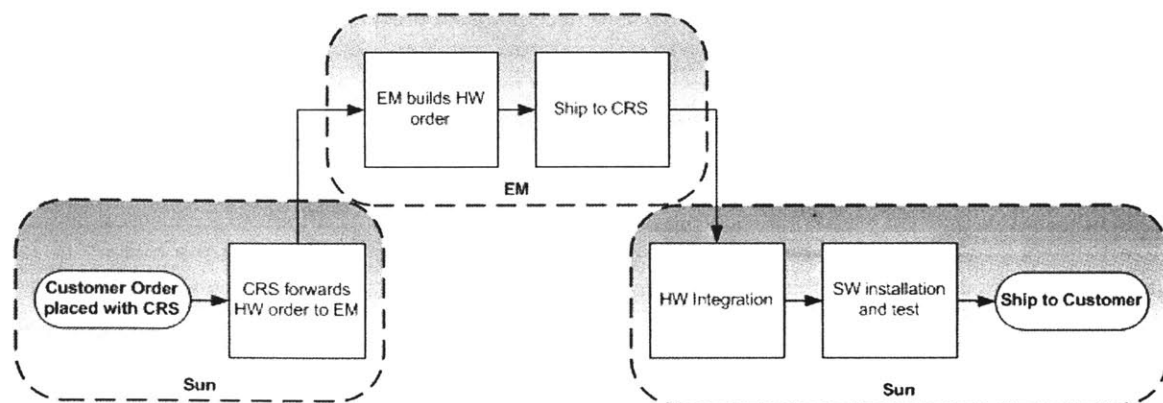 EM builds HW
order
Ship to CRS
EM
Customer Order
placed with CRS
CRS forwards
HW order to EM
Sun
HW Integration
SW installation
and test
Ship to Customer
Sun